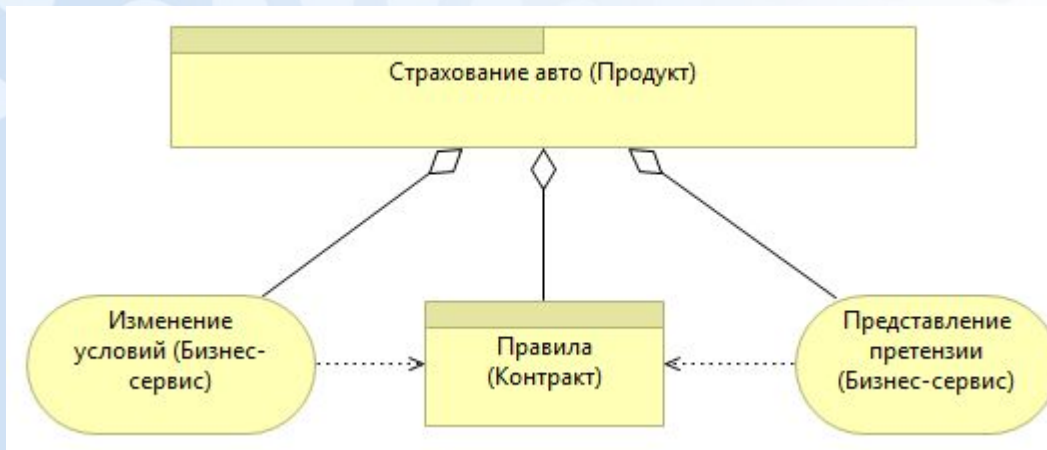 Страхование авто (Продукт)
Изменение
условий (Бизнес-
сервис)
Правила
(Контракт)
Представление
претензии
(Бизнес-сервис)